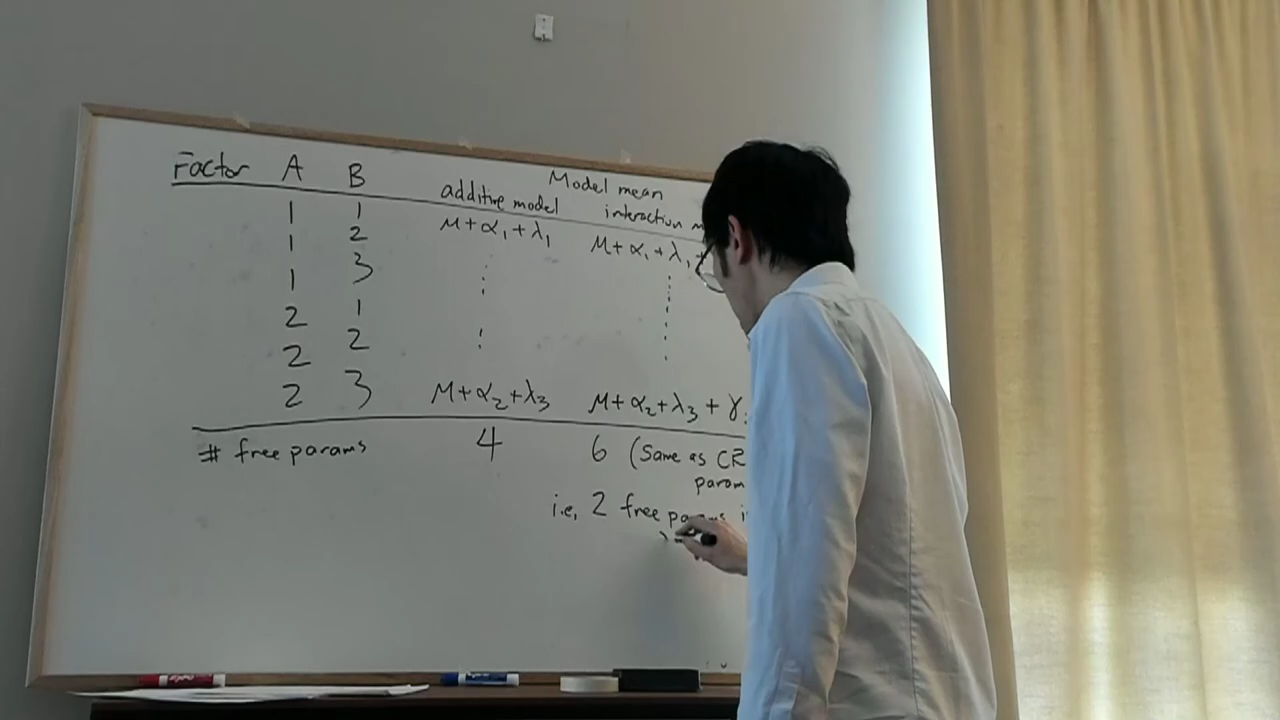 Factor A B Model mean
additive model interaction
1 1 μ+α₁+λ₁ μ+α₁+λ₁+
1 2
1 3
2 1
2 2
2 3 μ+α₂+λ₃ μ+α₂+λ₃+γ
# free params 4 6 (Same as CR
param
i.e, 2 free params i